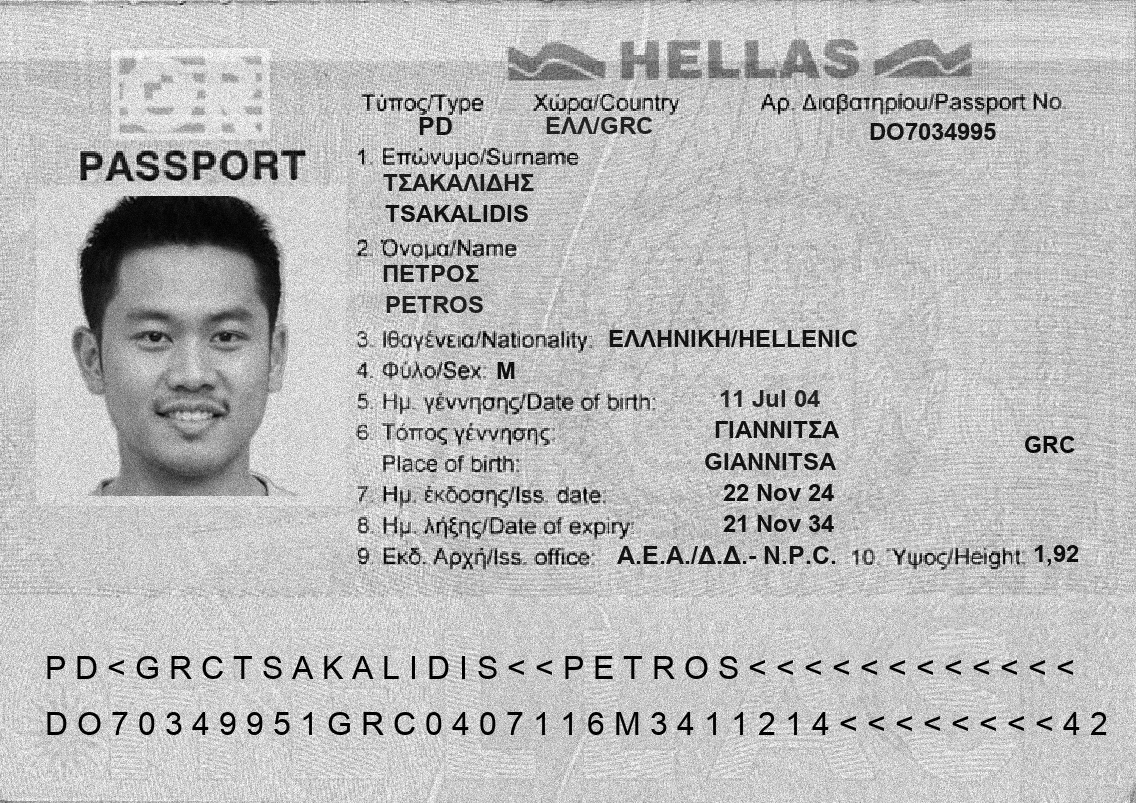 HELLAS
Τύπος/Type Χώρα/Country Αρ. Διαβατηρίου/Passport No.
PD ΕΛΛ/GRC DO7034995
PASSPORT
1. Επώνυμο/Surname
ΤΣΑΚΑΛΙΔΗΣ
TSAKALIDIS
2. Όνομα/Name
ΠΕΤΡΟΣ
PETROS
3. Ιθαγένεια/Nationality: ΕΛΛΗΝΙΚΗ/HELLENIC
4. Φύλο/Sex: M
5. Ημ. γέννησης/Date of birth: 11 Jul 04
6. Τόπος γέννησης: ΓΙΑΝΝΙΤΣΑ
GRC
Place of birth: GIANNITSA
7. Ημ. έκδοσης/Iss. date: 22 Nov 24
8. Ημ. λήξης/Date of expiry: 21 Nov 34
9 Εκδ. Αρχή/Iss. office: Α.Ε.Α./Δ.Δ.- N.P.C. 10. Ύψος/Height: 1,92
PD<GRCTSAKALIDIS<<PETROS<<<<<<<<<<<<
DO70349951GRC0407116M3411214<<<<<<<<42